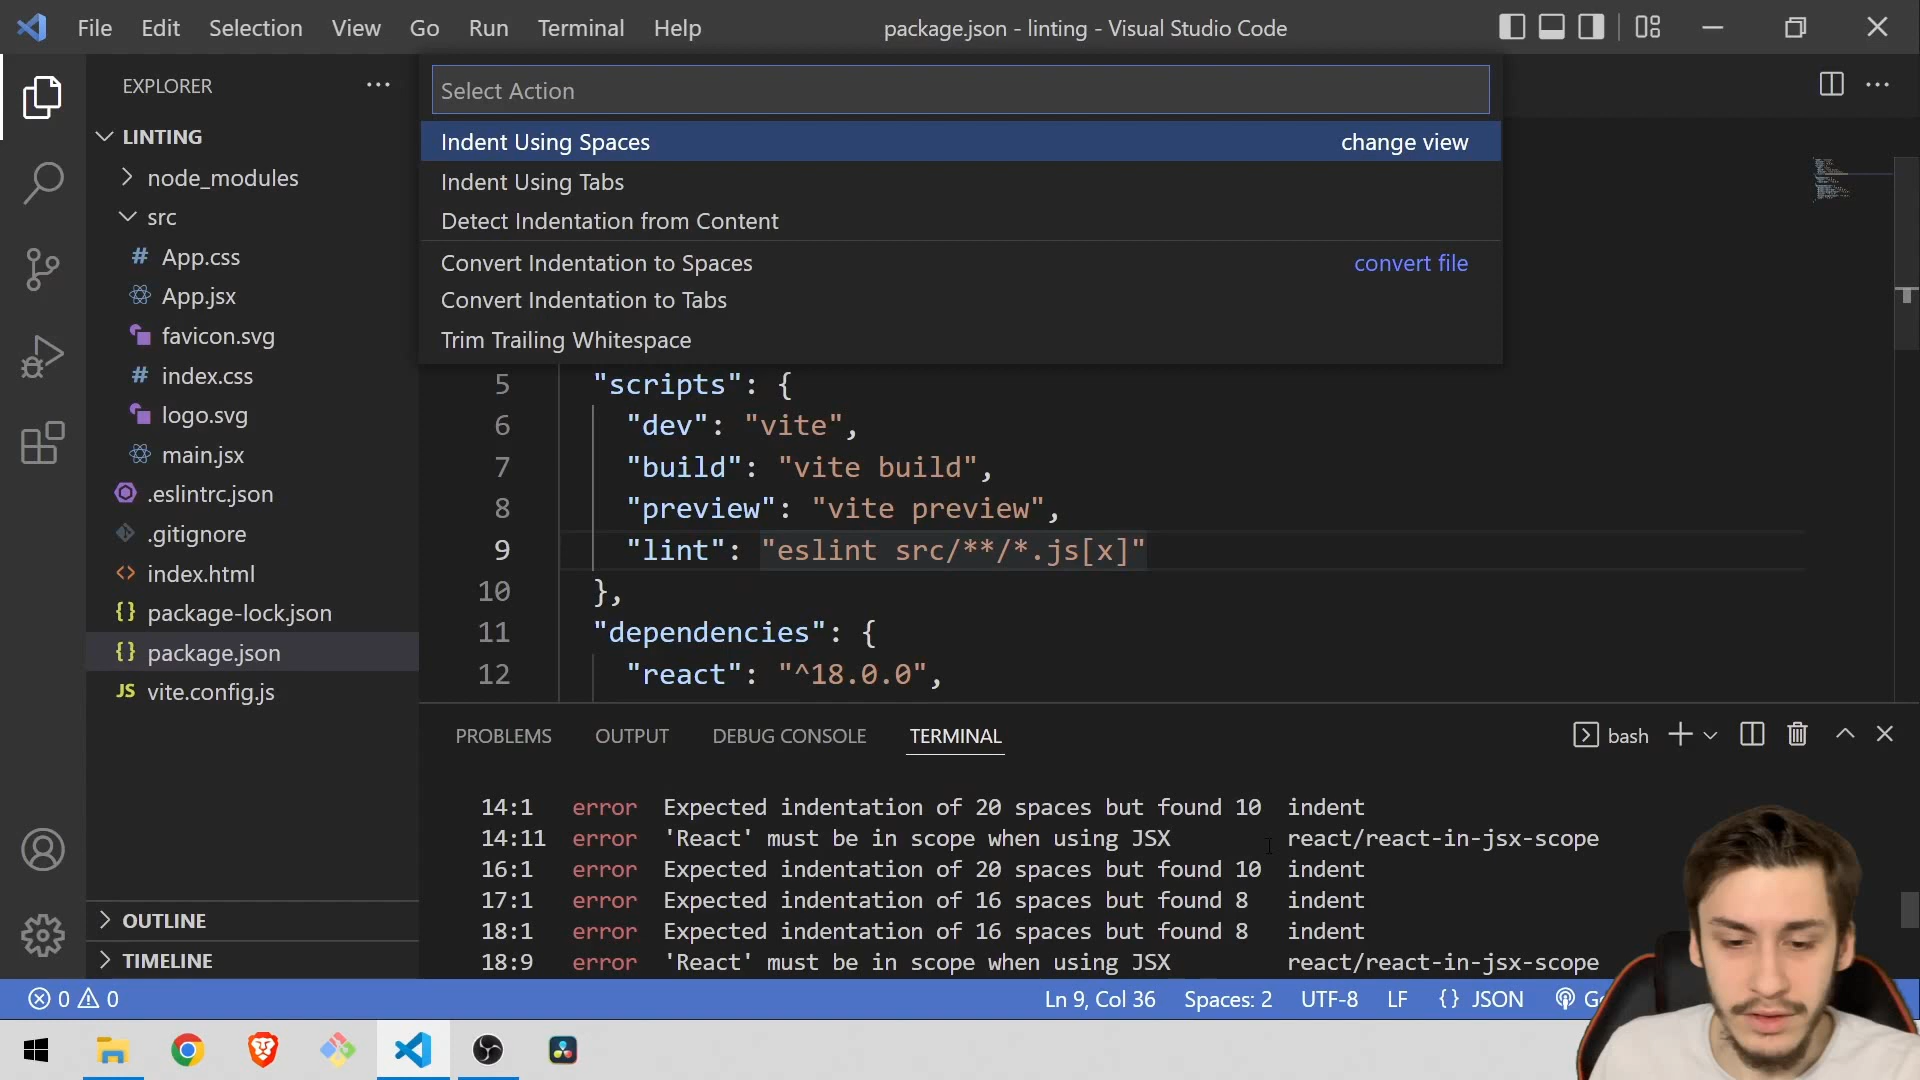 File Edit Selection View Go Run Terminal Help
package.json - linting - Visual Studio Code
EXPLORER
LINTING
node_modules
src
# App.css
App.jsx
favicon.svg
# index.css
logo.svg
main.jsx
.eslintrc.json
.gitignore
<> index.html
{} package-lock.json
{} package.json
JS vite.config.js
OUTLINE
TIMELINE
Select Action
Indent Using Spaces change view
Indent Using Tabs
Detect Indentation from Content
Convert Indentation to Spaces convert file
Convert Indentation to Tabs
Trim Trailing Whitespace
5 "scripts": {
6 "dev": "vite",
7 "build": "vite build",
8 "preview": "vite preview",
9 "lint": "eslint src/**/*.js[x]"
10 },
11 "dependencies": {
12 "react": "^18.0.0",
PROBLEMS OUTPUT DEBUG CONSOLE TERMINAL
bash
14:1 error Expected indentation of 20 spaces but found 10 indent
14:11 error 'React' must be in scope when using JSX react/react-in-jsx-scope
16:1 error Expected indentation of 20 spaces but found 10 indent
17:1 error Expected indentation of 16 spaces but found 8 indent
18:1 error Expected indentation of 16 spaces but found 8 indent
18:9 error 'React' must be in scope when using JSX react/react-in-jsx-scope
0 0
Ln 9, Col 36 Spaces: 2 UTF-8 LF {} JSON